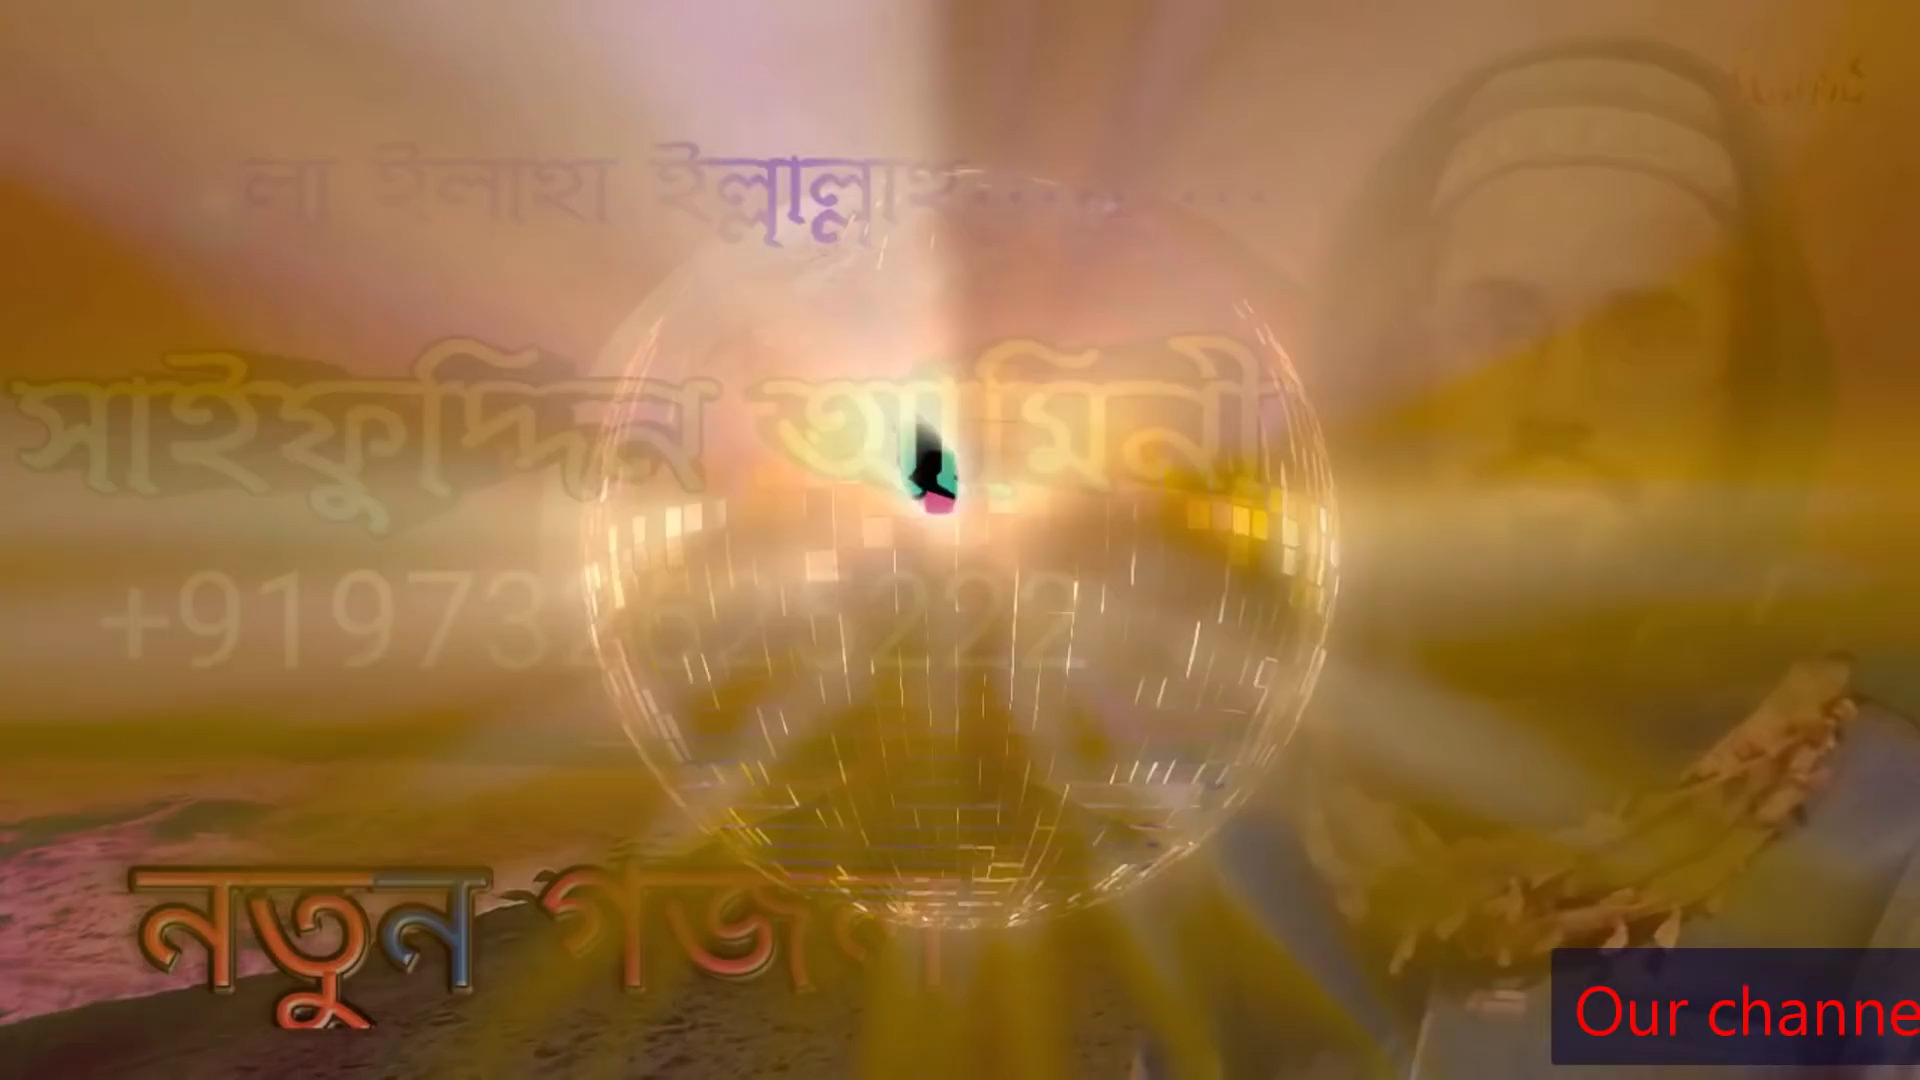 লা ইলাহা ইল্লাল্লাহ
সাইফুদ্দিন আমিনী
নতুন গজল
Our channe